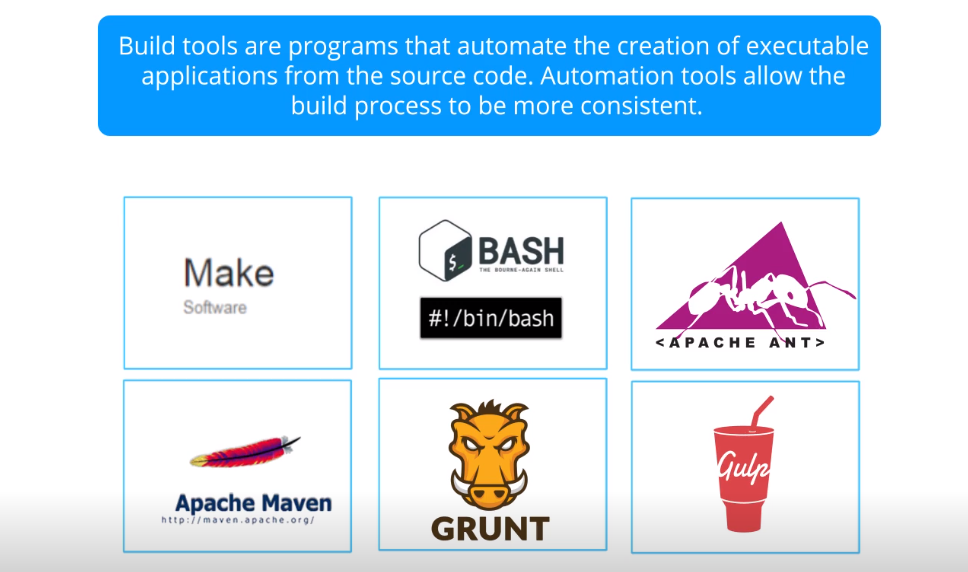 Build tools are programs that automate the creation of executable
applications from the source code. Automation tools allow the
build process to be more consistent.
Make
Software
$_
BASH
THE BOURNE-AGAIN SHELL
#!/bin/bash
<APACHE ANT>
Apache Maven
http://maven.apache.org/
GRUNT
Gulp